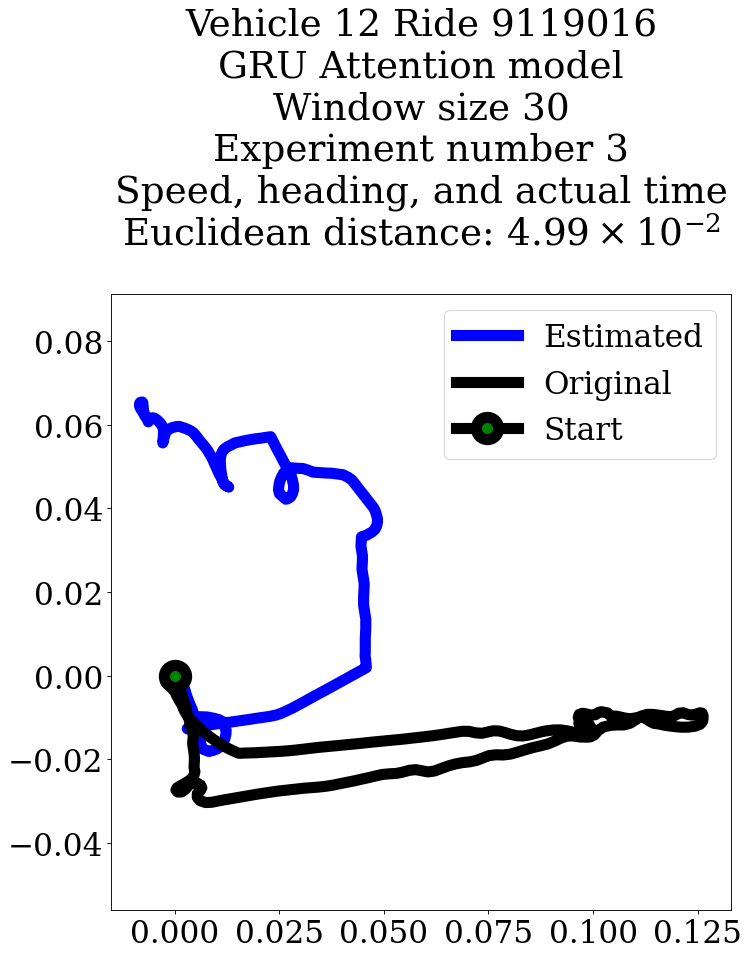 Vehicle 12 Ride 9119016
GRU Attention model
Window size 30
Experiment number 3
Speed, heading, and actual time
Euclidean distance: 4.99 × 10⁻²
Estimated
Original
Start
0.08
0.06
0.04
0.02
0.00
−0.02
−0.04
0.000 0.025 0.050 0.075 0.100 0.125